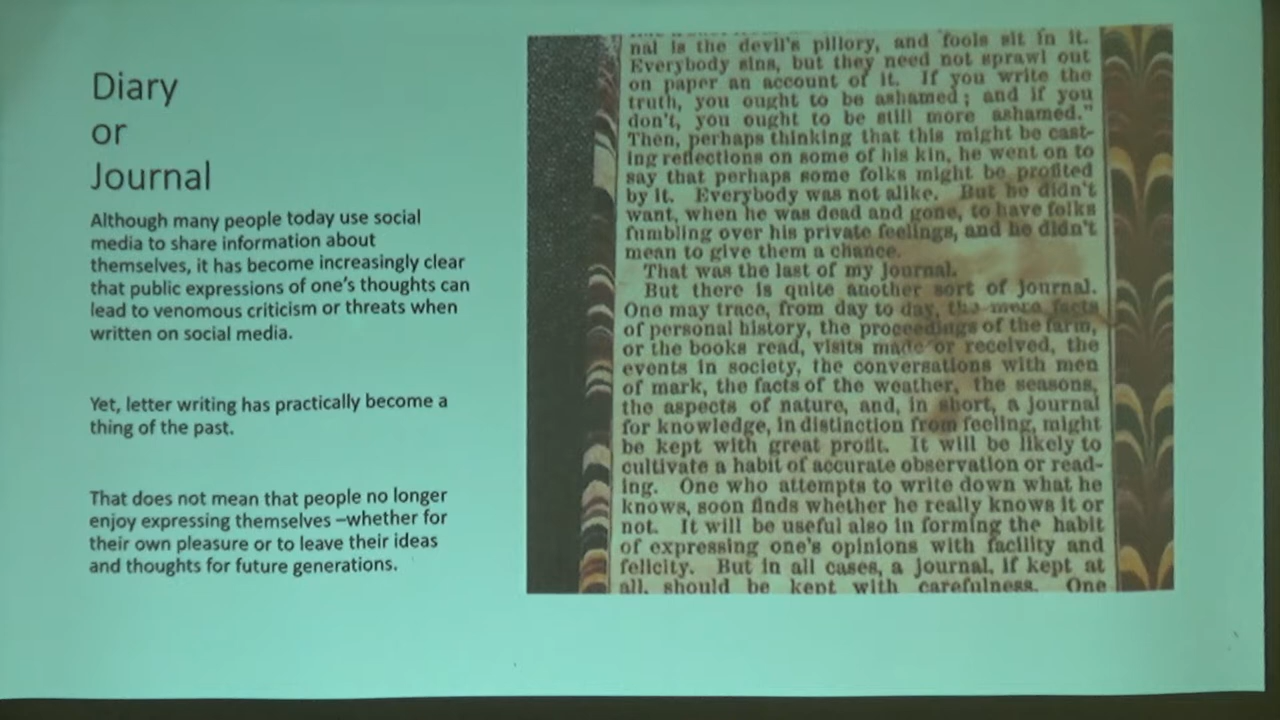 Diary
or
Journal
Although many people today use social
media to share information about
themselves, it has become increasingly clear
that public expressions of one's thoughts can
lead to venomous criticism or threats when
written on social media.
Yet, letter writing has practically become a
thing of the past.
That does not mean that people no longer
enjoy expressing themselves –whether for
their own pleasure or to leave their ideas
and thoughts for future generations.
nal is the devil's pillory, and fools sit in it.
Everybody sins, but they need not sprawl out
on paper an account of it. If you write the
truth, you ought to be ashamed; and if you
don't, you ought to be still more ashamed."
Then, perhaps thinking that this might be cast-
ing reflections on some of his kin, he went on to
say that perhaps some folks might be profited
by it. Everybody was not alike. But he didn't
want, when he was dead and gone, to have folks
fumbling over his private feelings, and he didn't
mean to give them a chance.
That was the last of my journal.
But there is quite another sort of journal.
One may trace, from day to day, the mere facts
of personal history, the proceedings of the farm,
or the books read, visits made or received, the
events in society, the conversations with men
of mark, the facts of the weather, the seasons,
the aspects of nature, and, in short, a journal
for knowledge, in distinction from feeling, might
be kept with great profit. It will be likely to
cultivate a habit of accurate observation or read-
ing. One who attempts to write down what he
knows, soon finds whether he really knows it or
not. It will be useful also in forming the habit
of expressing one's opinions with facility and
felicity. But in all cases, a journal, if kept at
all, should be kept with carefulness. One